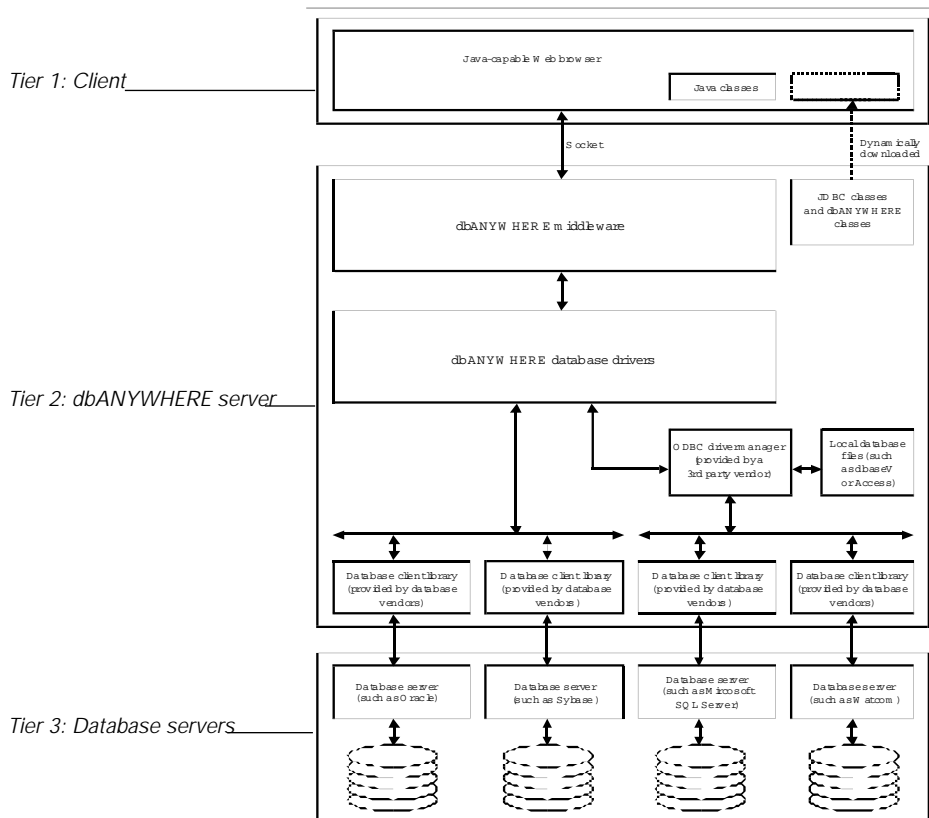 Java-capable Web browser
Tier 1: Client
Java classes
Socket
Dynamically
downloaded
JDBC classes
and dbANYWHERE
classes
dbANYWHERE middleware
dbANYWHERE database drivers
Tier 2: dbANYWHERE server
ODBC driver manager
(provided by a
3rd party vendor)
Local database
files (such
as dbaseV
or Access)
Database client library
(provided by database
vendors)
Database client library
(provided by database
vendors)
Database client library
(provided by database
vendors)
Database client library
(provided by database
vendors)
Database server
(such as Oracle)
Database server
(such as Sybase)
Database server
(such as Mircosoft
SQL Server)
Database server
(such as Watcom)
Tier 3: Database servers